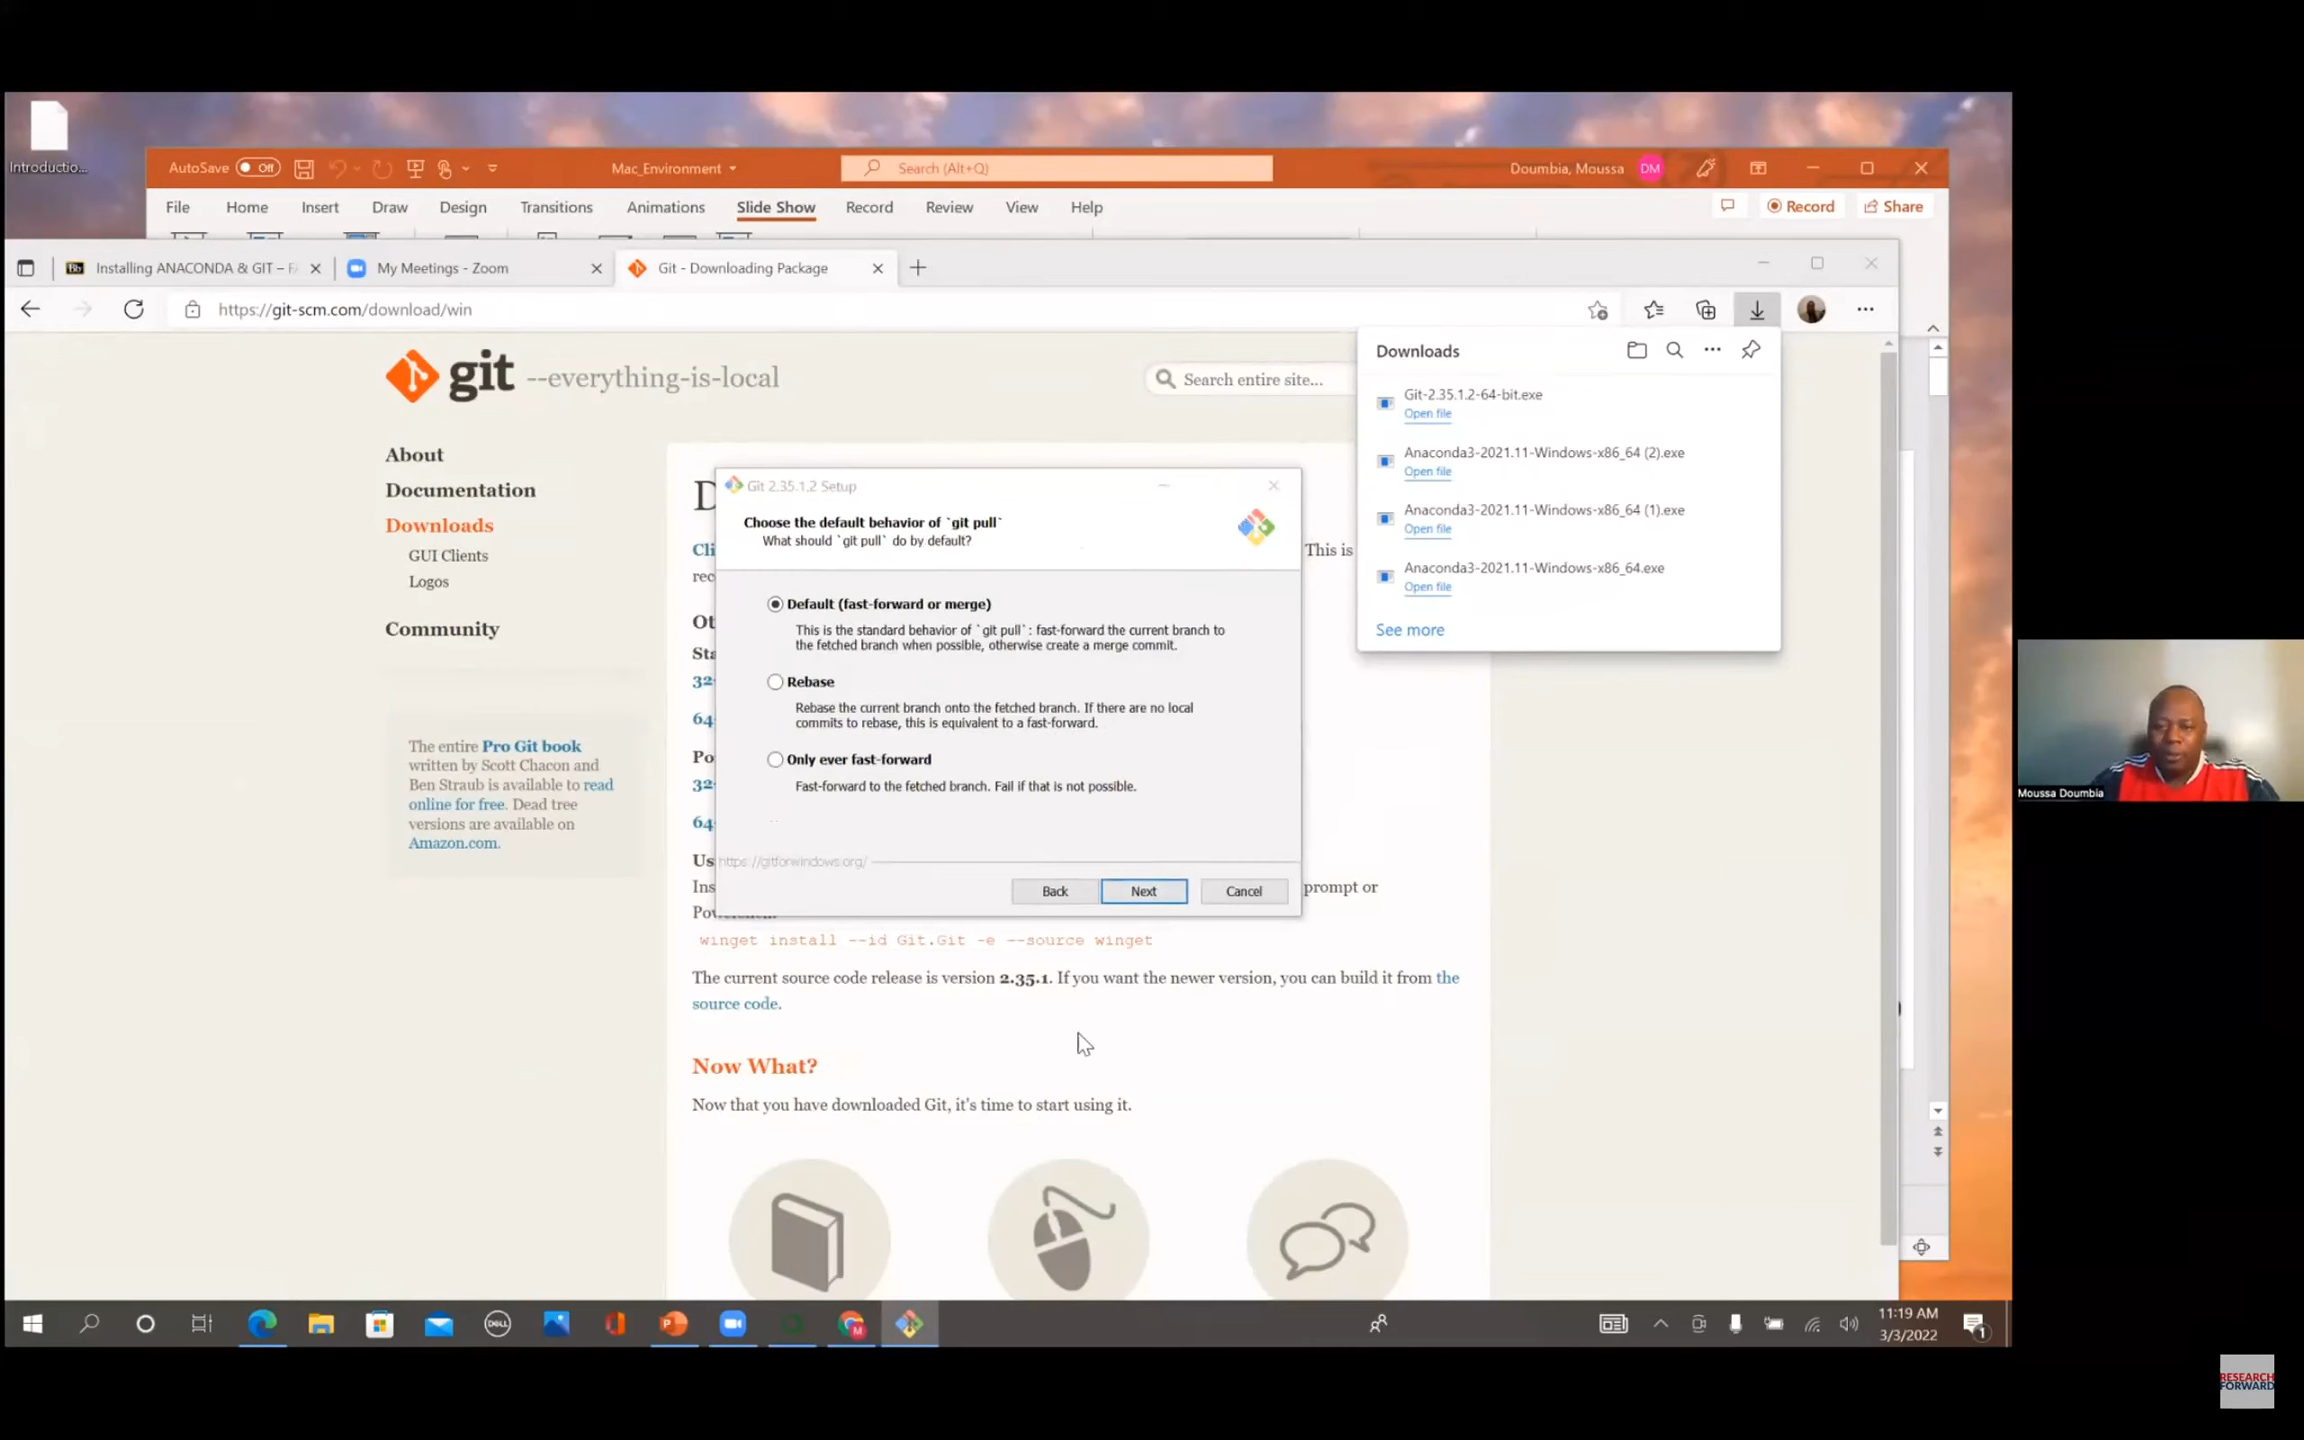 Introductio...
AutoSave Off
Mac_Environment
Search (Alt+Q)
Doumbia, Moussa DM
File Home Insert Draw Design Transitions Animations Slide Show Record Review View Help
Record Share
Installing ANACONDA & GIT –
My Meetings - Zoom
Git - Downloading Package
https://git-scm.com/download/win
git --everything-is-local
Search entire site...
Downloads
Git-2.35.1.2-64-bit.exe
Open file
Anaconda3-2021.11-Windows-x86_64 (2).exe
Open file
Anaconda3-2021.11-Windows-x86_64 (1).exe
Open file
Anaconda3-2021.11-Windows-x86_64.exe
Open file
See more
About
Documentation
Downloads
GUI Clients
Logos
Community
The entire Pro Git book
written by Scott Chacon and
Ben Straub is available to read
online for free. Dead tree
versions are available on
Amazon.com.
D
Cli
This is
rec
Ot
Sta
32-
64-
Po
32-
64-
Us
Ins
prompt or
Git 2.35.1.2 Setup
Choose the default behavior of `git pull`
What should `git pull` do by default?
Default (fast-forward or merge)
This is the standard behavior of `git pull`: fast-forward the current branch to
the fetched branch when possible, otherwise create a merge commit.
Rebase
Rebase the current branch onto the fetched branch. If there are no local
commits to rebase, this is equivalent to a fast-forward.
Only ever fast-forward
Fast-forward to the fetched branch. Fail if that is not possible.
https://gitforwindows.org/
Back Next Cancel
winget install --id Git.Git -e --source winget
The current source code release is version 2.35.1. If you want the newer version, you can build it from the
source code.
Now What?
Now that you have downloaded Git, it's time to start using it.
Moussa Doumbia
DELL
11:19 AM
3/3/2022
1
RESEARCH
FORWARD